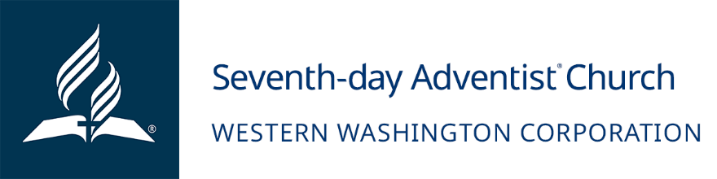 Seventh-day Adventist® Church
WESTERN WASHINGTON CORPORATION
®